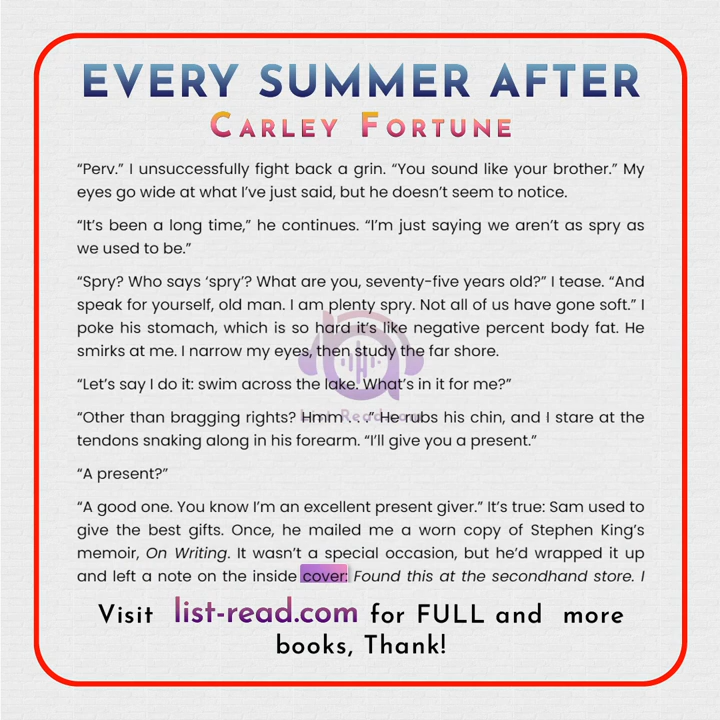 EVERY SUMMER AFTER
CARLEY FORTUNE
“Perv.” I unsuccessfully fight back a grin. “You sound like your brother.” My
eyes go wide at what I’ve just said, but he doesn’t seem to notice.
“It’s been a long time,” he continues. “I’m just saying we aren’t as spry as
we used to be.”
“Spry? Who says ‘spry’? What are you, seventy-five years old?” I tease. “And
speak for yourself, old man. I am plenty spry. Not all of us have gone soft.” I
poke his stomach, which is so hard it’s like negative percent body fat. He
smirks at me. I narrow my eyes, then study the far shore.
“Let’s say I do it: swim across the lake. What’s in it for me?”
“Other than bragging rights? Hmm . . .” He rubs his chin, and I stare at the
tendons snaking along in his forearm. “I’ll give you a present.”
“A present?”
“A good one. You know I’m an excellent present giver.” It’s true: Sam used to
give the best gifts. Once, he mailed me a worn copy of Stephen King’s
memoir, On Writing. It wasn’t a special occasion, but he’d wrapped it up
and left a note on the inside cover: Found this at the secondhand store. I
Visit list-read.com for FULL and more
books, Thank!